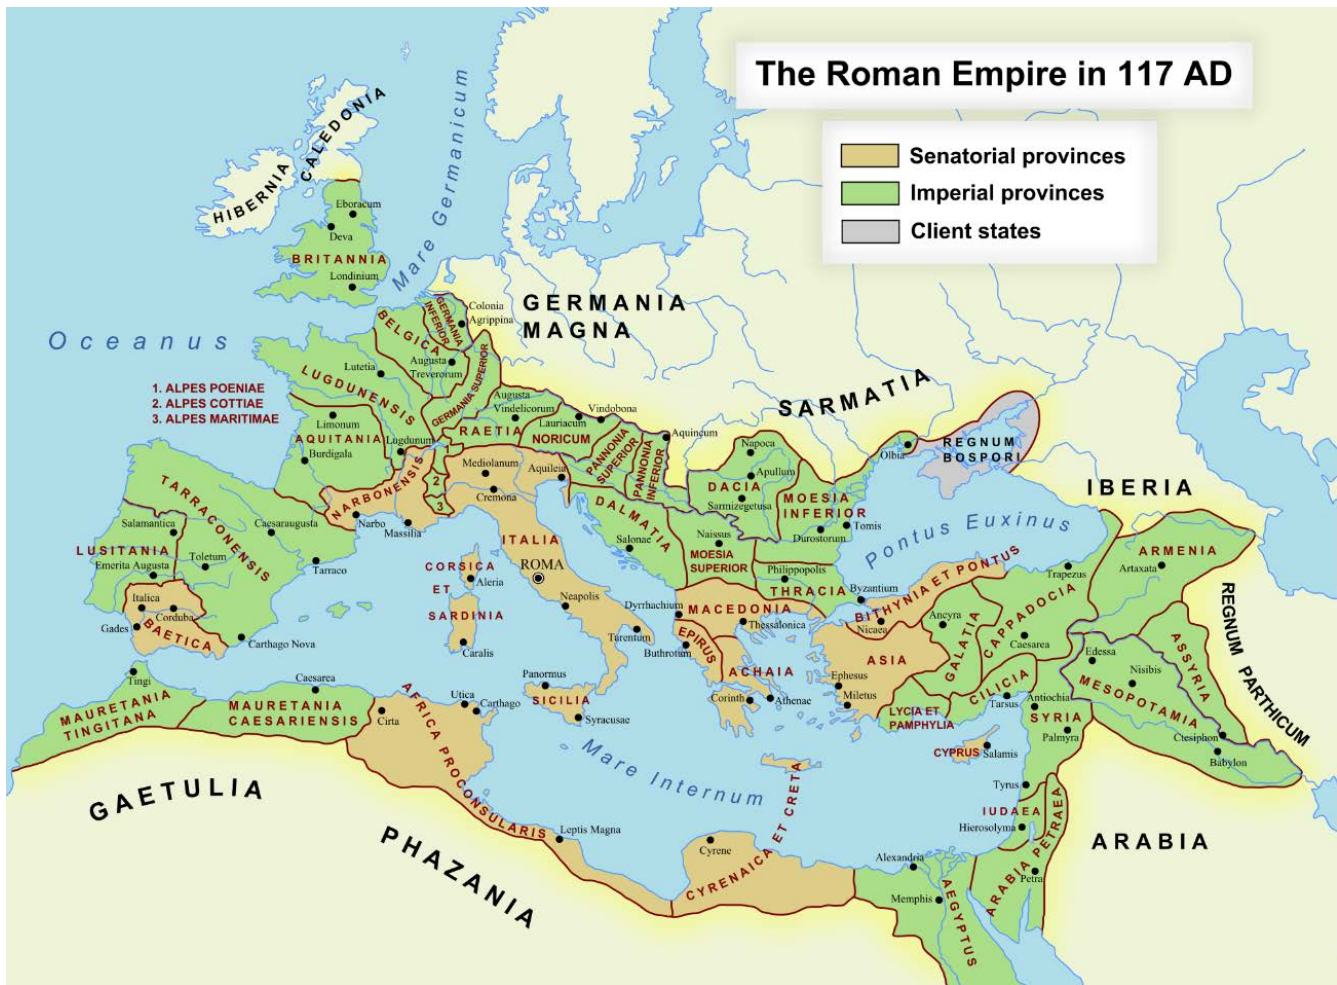 The Roman Empire in 117 AD
Senatorial provinces
Imperial provinces
Client states
HIBERNIA
CALEDONIA
Mare Germanicum
Oceanus
Eboracum
Deva
BRITANNIA
Londinium
GERMANIA
MAGNA
SARMATIA
1. ALPES POENIAE
2. ALPES COTTIAE
3. ALPES MARITIMAE
GERMANIA
INFERIOR
Colonia
Agrippina
BELGICA
Augusta
Treverorum
Lutetia
LUGDUNENSIS
GERMANIA SUPERIOR
Limonum
AQUITANIA
Burdigala
Lugdunum
NARBONENSIS
Narbo
Massilia
2
3
Augusta
Vindelicorum
RAETIA
Lauriacum
NORICUM
Vindobona
PANNONIA
SUPERIOR
PANNONIA
INFERIOR
Aquincum
Napoca
Apullum
DACIA
Sarmizegetusa
MOESIA
INFERIOR
Durostorum
Tomis
Olbia
REGNUM
BOSPORI
IBERIA
Pontus Euxinus
Mediolanum
Cremona
Aquileia
ITALIA
ROMA
Neapolis
Tarentum
DALMATIA
Salonae
Naissus
MOESIA
SUPERIOR
Philippopolis
THRACIA
Byzantium
BITHYNIA ET PONTUS
Nicaea
Trapezus
ARMENIA
Artaxata
REGNUM PARTHICUM
TARRACONENSIS
Salamantica
Caesaraugusta
LUSITANIA
Toletum
Emerita Augusta
Tarraco
Italica
Corduba
Gades
BAETICA
Carthago Nova
CORSICA
ET
SARDINIA
Aleria
Caralis
Dyrrhachium
MACEDONIA
Thessalonica
EPIRUS
Buthrotum
ACHAIA
Corinth
Athenae
ASIA
Ephesus
Miletus
Ancyra
GALATIA
CAPPADOCIA
Caesarea
CILICIA
Tarsus
LYCIA ET
PAMPHYLIA
Antiochia
SYRIA
Palmyra
Edessa
Nisibis
MESOPOTAMIA
ASSYRIA
Ctesiphon
Babylon
CYPRUS
Salamis
Tyrus
IUDAEA
Hierosolyma
ARABIA PETRAEA
Petra
ARABIA
Tingi
MAURETANIA
TINGITANA
Caesarea
MAURETANIA
CAESARIENSIS
Cirta
Utica
Carthago
AFRICA PROCONSULARIS
Panormus
SICILIA
Syracusae
Mare Internum
Leptis Magna
Cyrene
CYRENAICA ET CRETA
Alexandria
Memphis
AEGYPTUS
GAETULIA
PHAZANIA